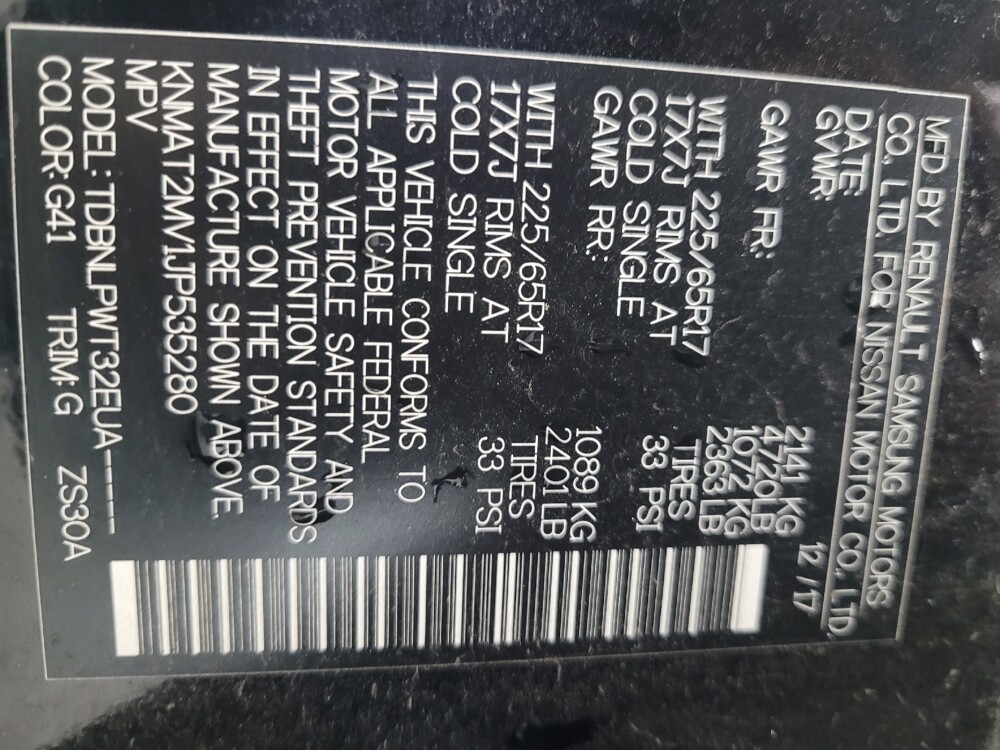 MFD BY RENAULT SAMSUNG MOTORS
CO., LTD. FOR NISSAN MOTOR CO., LTD.
DATE: 12 / 17
GVWR: 2141 KG
4720LB
GAWR FR: 1072 KG
2363 LB
WITH 225/65R17 TIRES
17X7J RIMS AT 33 PSI
COLD SINGLE
GAWR RR: 1089 KG
2401 LB
WITH 225/65R17 TIRES
17X7J RIMS AT 33 PSI
COLD SINGLE
THIS VEHICLE CONFORMS TO
ALL APPLICABLE FEDERAL
MOTOR VEHICLE SAFETY AND
THEFT PREVENTION STANDARDS
IN EFFECT ON THE DATE OF
MANUFACTURE SHOWN ABOVE.
KNMAT2MV1JP535280
MPV
MODEL: TDBNLPWT32EUA-----
COLOR: G41 TRIM: G ZS30A